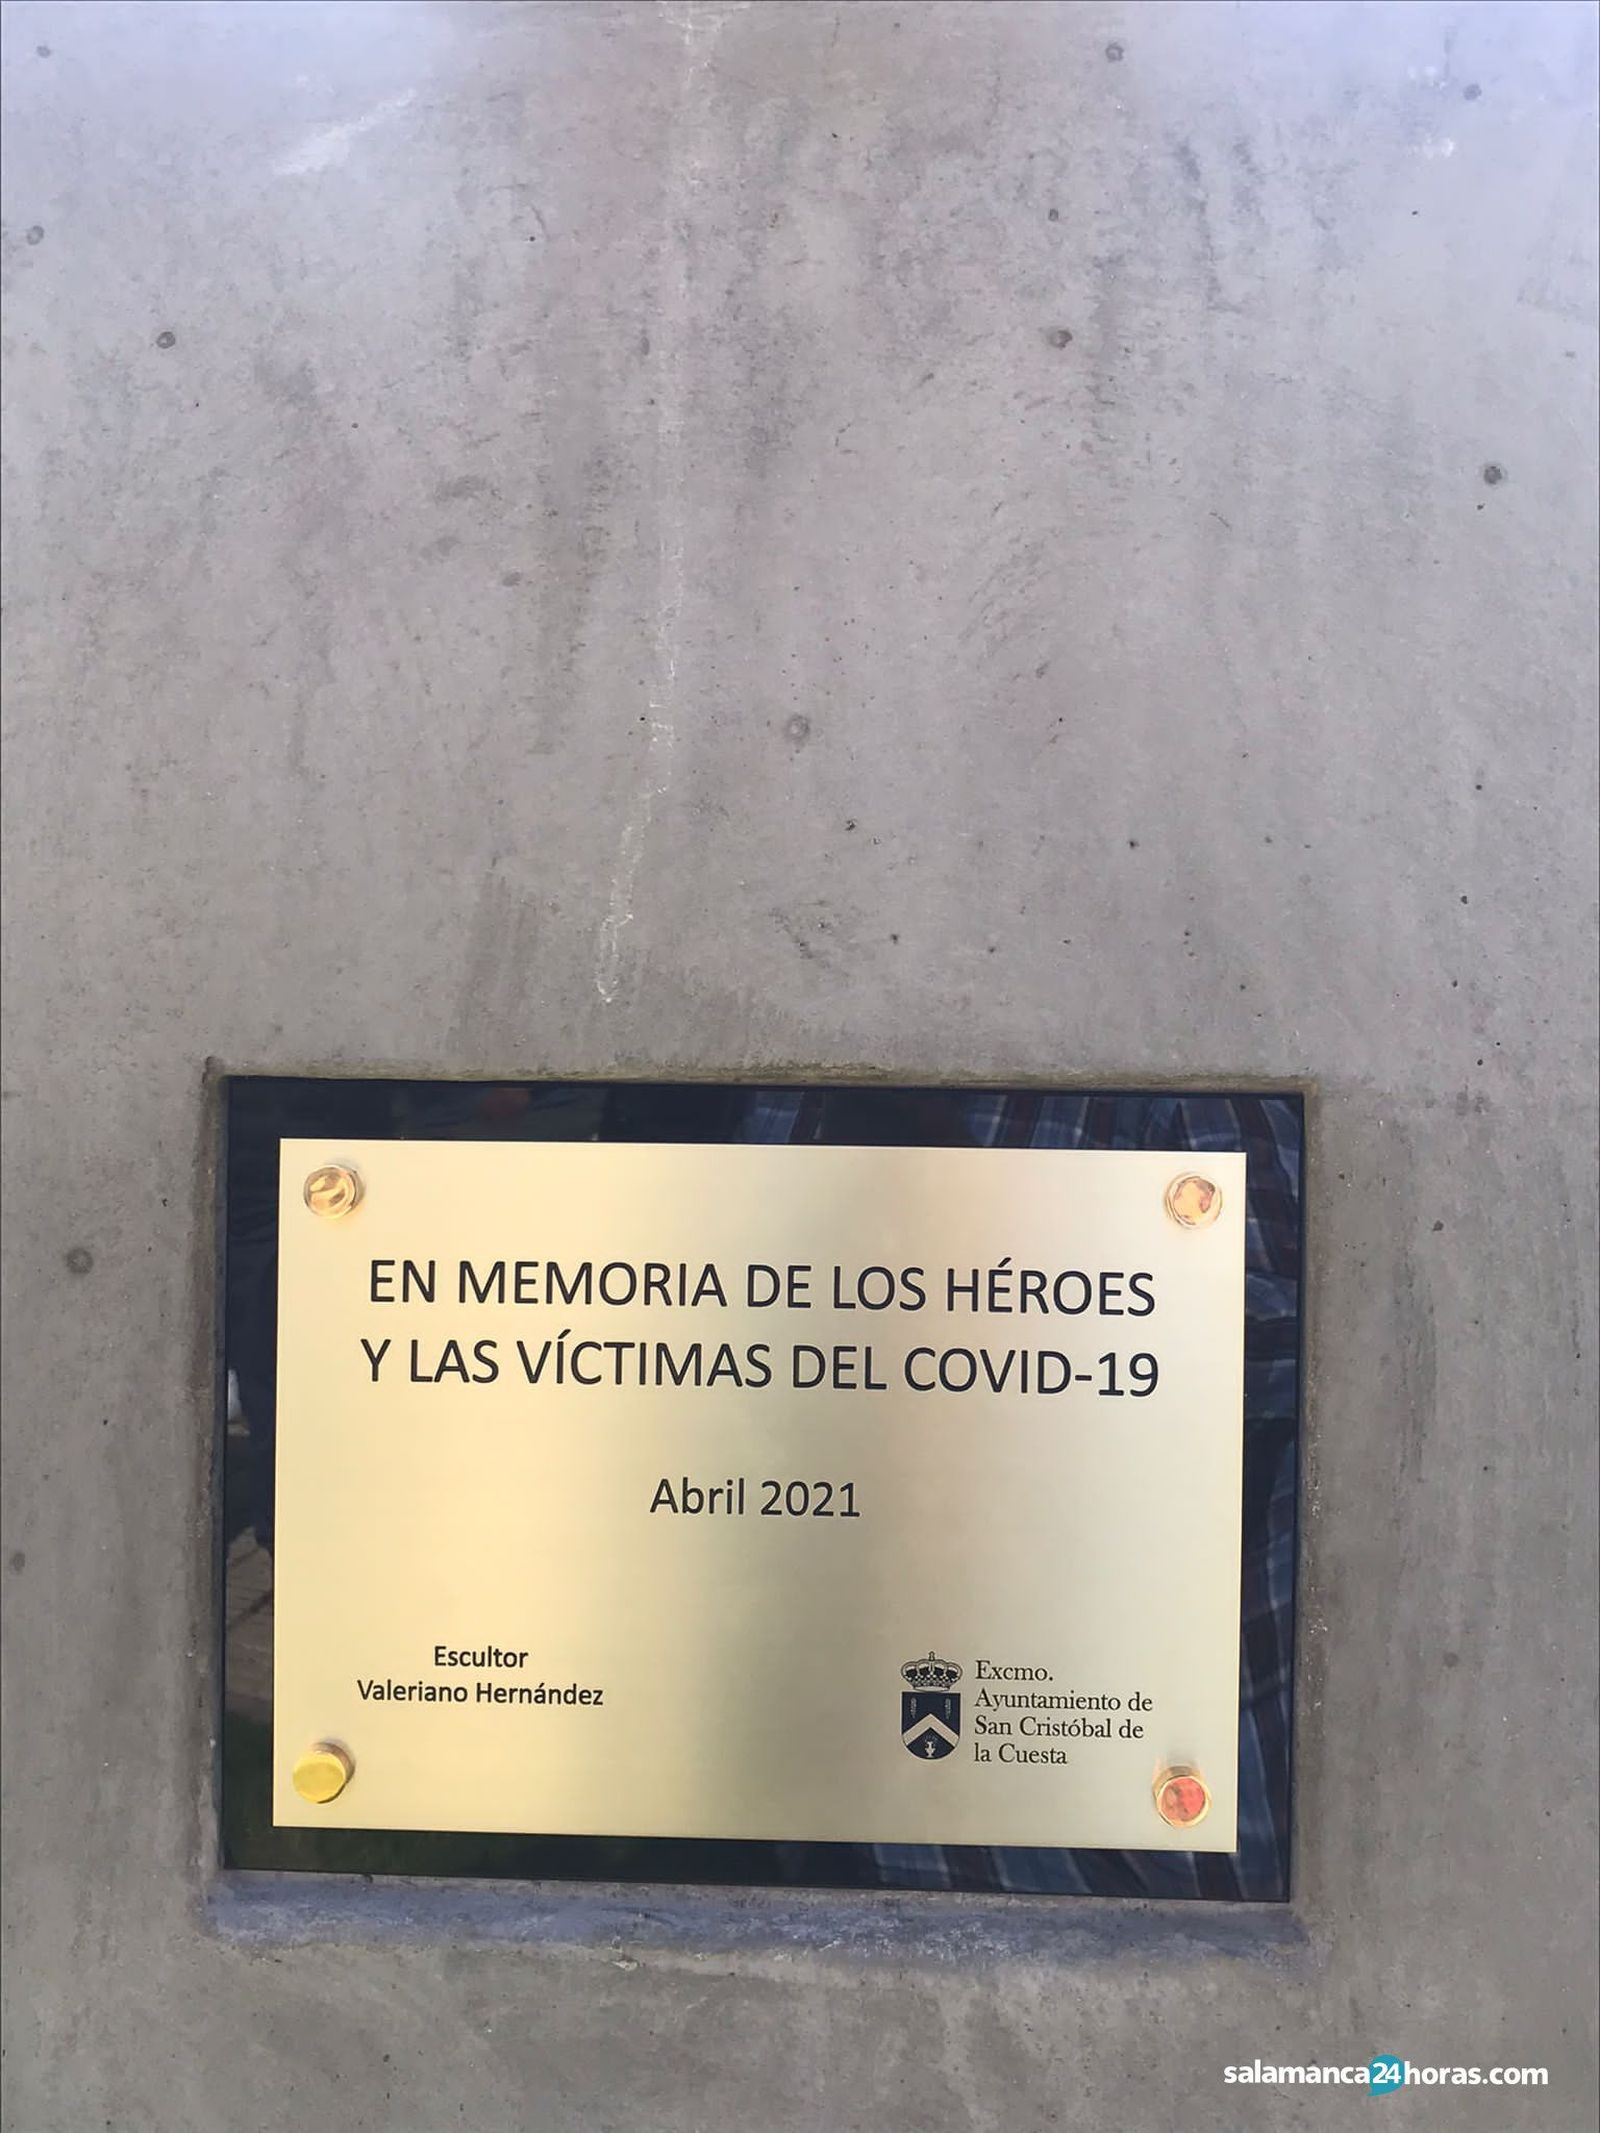 EN MEMORIA DE LOS HÉROES
Y LAS VÍCTIMAS DEL COVID-19
Abril 2021
Escultor
Valeriano Hernández
Excmo.
Ayuntamiento de
San Cristóbal de
la Cuesta
salamanca24horas.com